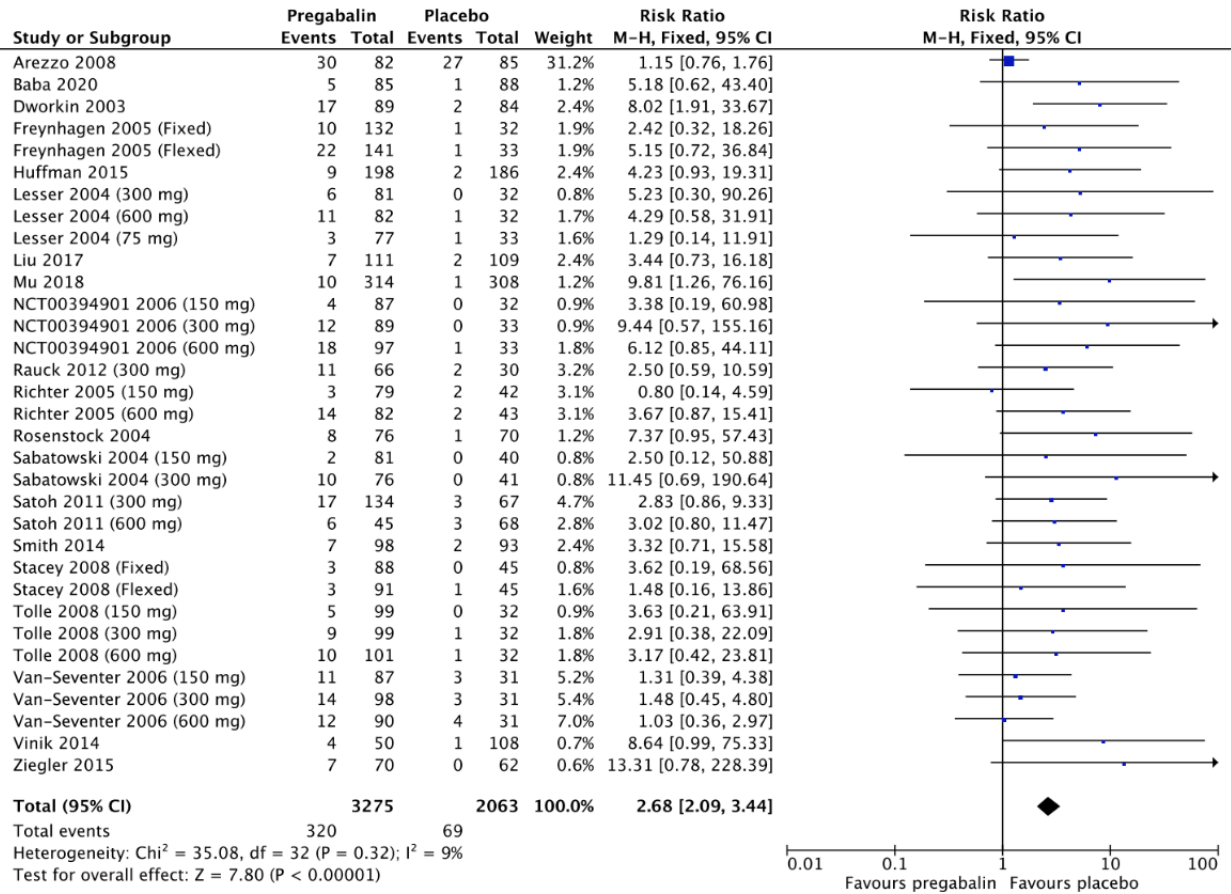 Pregabalin Placebo Risk Ratio Risk Ratio
Study or Subgroup Events Total Events Total Weight M-H, Fixed, 95% CI M-H, Fixed, 95% CI
Arezzo 2008 30 82 27 85 31.2% 1.15 [0.76, 1.76]
Baba 2020 5 85 1 88 1.2% 5.18 [0.62, 43.40]
Dworkin 2003 17 89 2 84 2.4% 8.02 [1.91, 33.67]
Freynhagen 2005 (Fixed) 10 132 1 32 1.9% 2.42 [0.32, 18.26]
Freynhagen 2005 (Flexed) 22 141 1 33 1.9% 5.15 [0.72, 36.84]
Huffman 2015 9 198 2 186 2.4% 4.23 [0.93, 19.31]
Lesser 2004 (300 mg) 6 81 0 32 0.8% 5.23 [0.30, 90.26]
Lesser 2004 (600 mg) 11 82 1 32 1.7% 4.29 [0.58, 31.91]
Lesser 2004 (75 mg) 3 77 1 33 1.6% 1.29 [0.14, 11.91]
Liu 2017 7 111 2 109 2.4% 3.44 [0.73, 16.18]
Mu 2018 10 314 1 308 1.2% 9.81 [1.26, 76.16]
NCT00394901 2006 (150 mg) 4 87 0 32 0.9% 3.38 [0.19, 60.98]
NCT00394901 2006 (300 mg) 12 89 0 33 0.9% 9.44 [0.57, 155.16]
NCT00394901 2006 (600 mg) 18 97 1 33 1.8% 6.12 [0.85, 44.11]
Rauck 2012 (300 mg) 11 66 2 30 3.2% 2.50 [0.59, 10.59]
Richter 2005 (150 mg) 3 79 2 42 3.1% 0.80 [0.14, 4.59]
Richter 2005 (600 mg) 14 82 2 43 3.1% 3.67 [0.87, 15.41]
Rosenstock 2004 8 76 1 70 1.2% 7.37 [0.95, 57.43]
Sabatowski 2004 (150 mg) 2 81 0 40 0.8% 2.50 [0.12, 50.88]
Sabatowski 2004 (300 mg) 10 76 0 41 0.8% 11.45 [0.69, 190.64]
Satoh 2011 (300 mg) 17 134 3 67 4.7% 2.83 [0.86, 9.33]
Satoh 2011 (600 mg) 6 45 3 68 2.8% 3.02 [0.80, 11.47]
Smith 2014 7 98 2 93 2.4% 3.32 [0.71, 15.58]
Stacey 2008 (Fixed) 3 88 0 45 0.8% 3.62 [0.19, 68.56]
Stacey 2008 (Flexed) 3 91 1 45 1.6% 1.48 [0.16, 13.86]
Tolle 2008 (150 mg) 5 99 0 32 0.9% 3.63 [0.21, 63.91]
Tolle 2008 (300 mg) 9 99 1 32 1.8% 2.91 [0.38, 22.09]
Tolle 2008 (600 mg) 10 101 1 32 1.8% 3.17 [0.42, 23.81]
Van-Seventer 2006 (150 mg) 11 87 3 31 5.2% 1.31 [0.39, 4.38]
Van-Seventer 2006 (300 mg) 14 98 3 31 5.4% 1.48 [0.45, 4.80]
Van-Seventer 2006 (600 mg) 12 90 4 31 7.0% 1.03 [0.36, 2.97]
Vinik 2014 4 50 1 108 0.7% 8.64 [0.99, 75.33]
Ziegler 2015 7 70 0 62 0.6% 13.31 [0.78, 228.39]
Total (95% CI) 3275 2063 100.0% 2.68 [2.09, 3.44]
Total events 320 69
Heterogeneity: Chi² = 35.08, df = 32 (P = 0.32); I² = 9%
Test for overall effect: Z = 7.80 (P < 0.00001)
0.01 0.1 1 10 100
Favours pregabalin Favours placebo